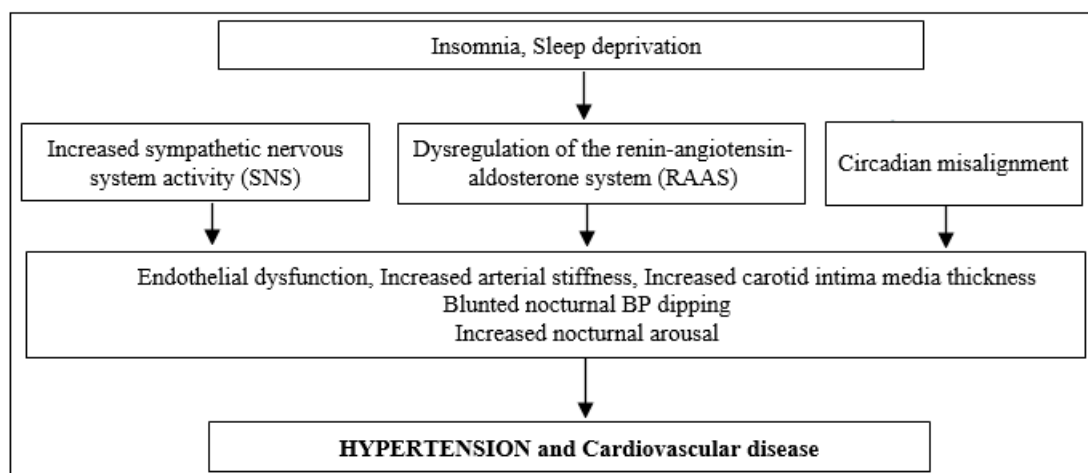 Insomnia, Sleep deprivation
Increased sympathetic nervous
system activity (SNS)
Dysregulation of the renin-angiotensin-
aldosterone system (RAAS)
Circadian misalignment
Endothelial dysfunction, Increased arterial stiffness, Increased carotid intima media thickness
Blunted nocturnal BP dipping
Increased nocturnal arousal
HYPERTENSION and Cardiovascular disease